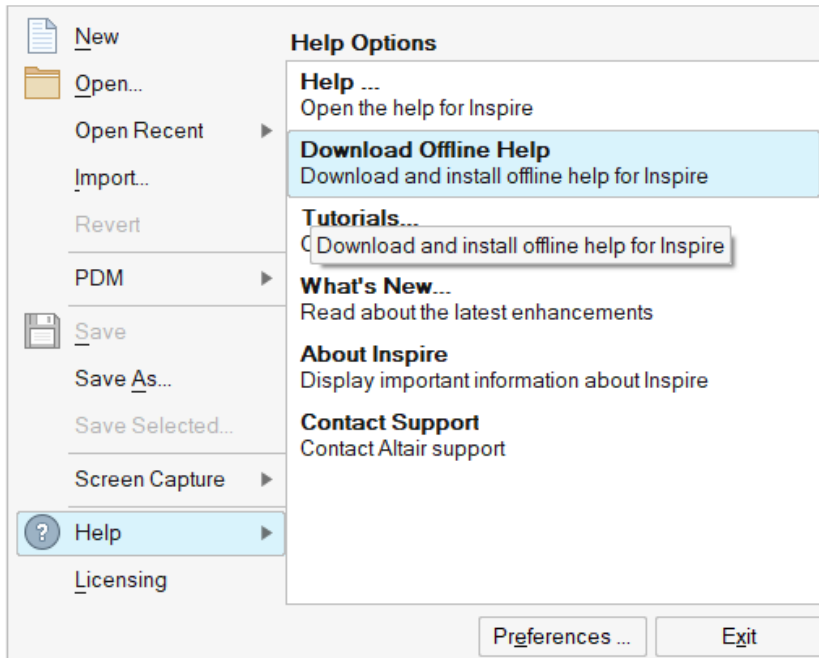 New
Open...
Open Recent
Import...
Revert
PDM
Save
Save As...
Save Selected...
Screen Capture
Help
Licensing
Help Options
Help ...
Open the help for Inspire
Download Offline Help
Download and install offline help for Inspire
Tutorials...
Download and install offline help for Inspire
What's New...
Read about the latest enhancements
About Inspire
Display important information about Inspire
Contact Support
Contact Altair support
Preferences ...
Exit